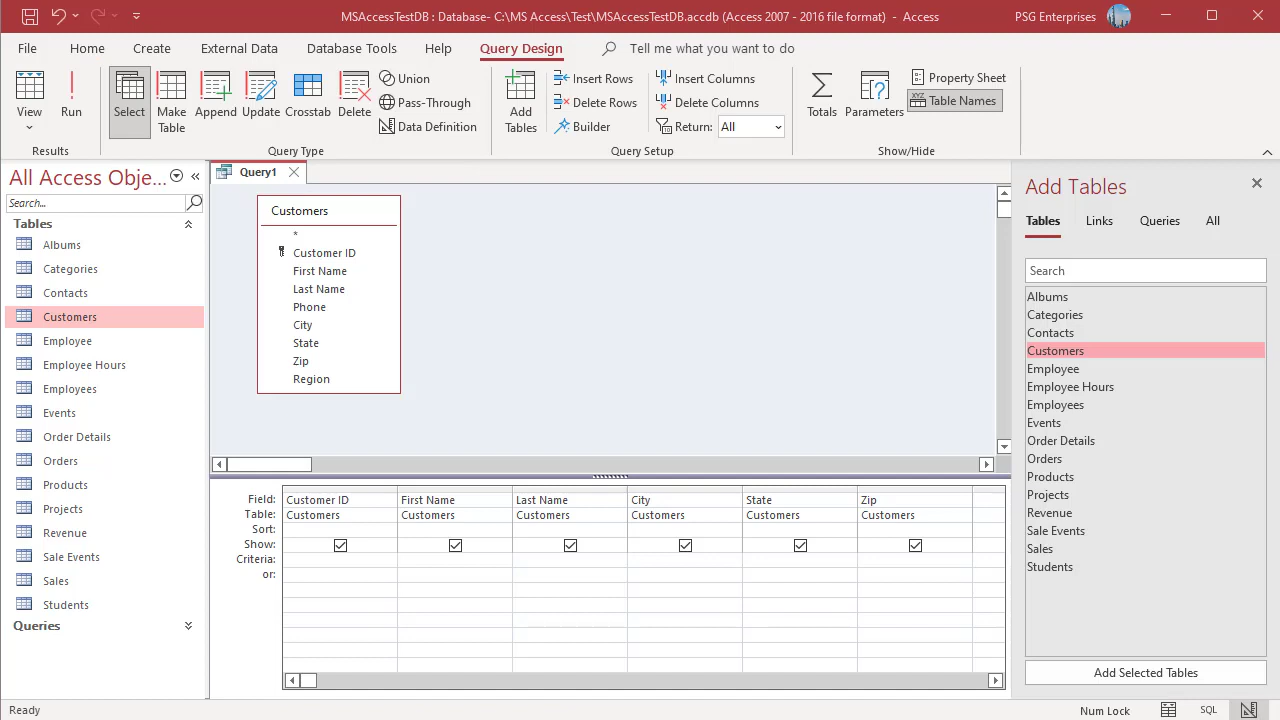 MSAccessTestDB : Database- C:\MS Access\Test\MSAccessTestDB.accdb (Access 2007 - 2016 file format) - Access
PSG Enterprises
File Home Create External Data Database Tools Help Query Design Tell me what you want to do
View
Run
Results
Select
Make Table
Append
Update
Crosstab
Delete
Union
Pass-Through
Data Definition
Query Type
Add Tables
Insert Rows
Delete Rows
Builder
Insert Columns
Delete Columns
Return: All
Query Setup
Totals
Parameters
Property Sheet
XYZ Table Names
Show/Hide
All Access Obje...
Search...
Tables
Albums
Categories
Contacts
Customers
Employee
Employee Hours
Employees
Events
Order Details
Orders
Products
Projects
Revenue
Sale Events
Sales
Students
Queries
Query1
Customers
*
Customer ID
First Name
Last Name
Phone
City
State
Zip
Region
Field: Customer ID First Name Last Name City State Zip
Table: Customers Customers Customers Customers Customers Customers
Sort:
Show:
Criteria:
or:
Add Tables
Tables Links Queries All
Search
Albums
Categories
Contacts
Customers
Employee
Employee Hours
Employees
Events
Order Details
Orders
Products
Projects
Revenue
Sale Events
Sales
Students
Add Selected Tables
Ready
Num Lock
SQL